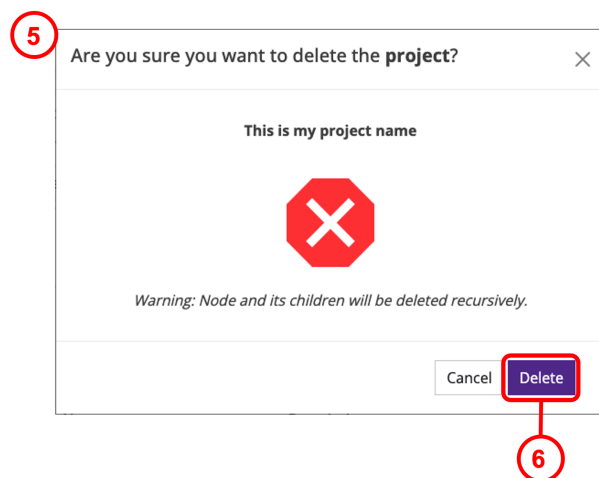 5
Are you sure you want to delete the project?
This is my project name
Warning: Node and its children will be deleted recursively.
Cancel Delete
6